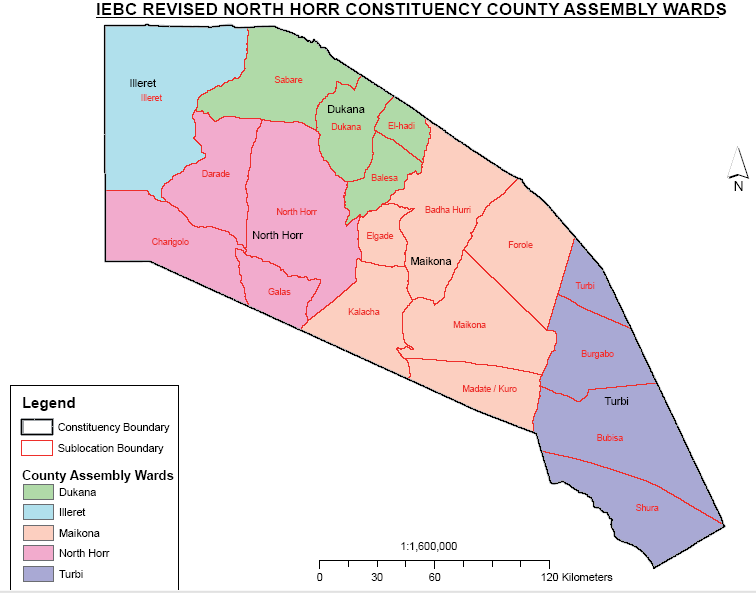 IEBC REVISED NORTH HORR CONSTITUENCY COUNTY ASSEMBLY WARDS
Illeret
Illeret
Sabare
Dukana
Dukana
El-hadi
Balesa
Darade
North Horr
North Horr
Charigolo
Galas
Elgade
Badha Hurri
Maikona
Forole
Kalacha
Maikona
Madate / Kuro
Turbi
Burgabo
Turbi
Bubisa
Shura
N
Legend
Constituency Boundary
Sublocation Boundary
County Assembly Wards
Dukana
Illeret
Maikona
North Horr
Turbi
1:1,600,000
0 30 60 120 Kilometers